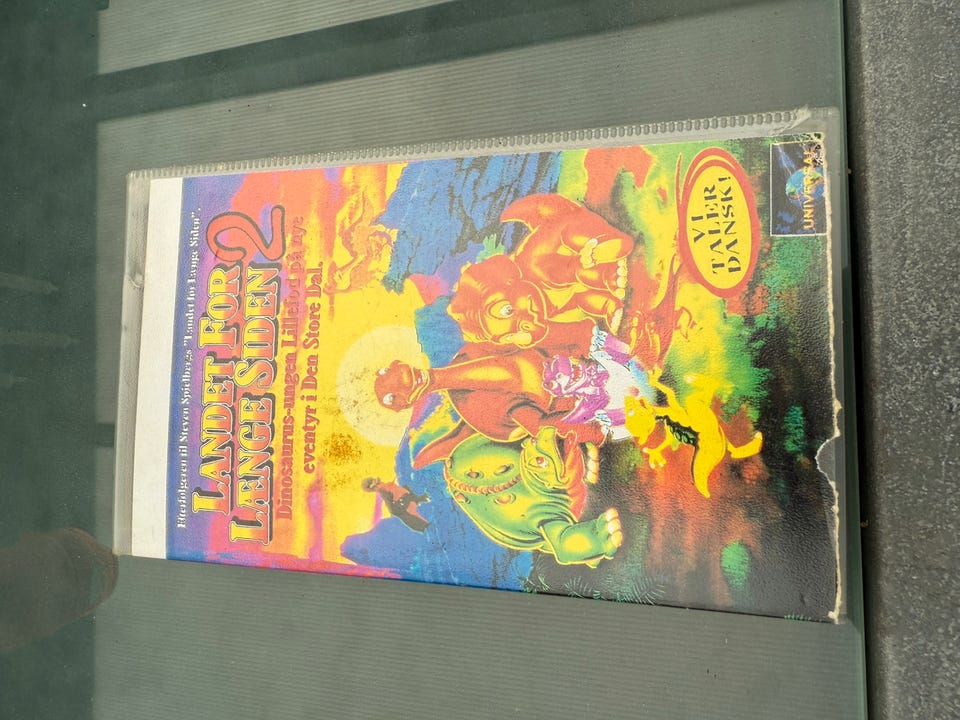 Efterfølgeren til Steven Spielbergs "Landet for Længe Siden".
LANDET FOR
LÆNGE SIDEN 2
Dinosaurus-ungen Lillefod på nye
eventyr i Den Store Dal.
VI
TALER
DANSK!
UNIVERSAL